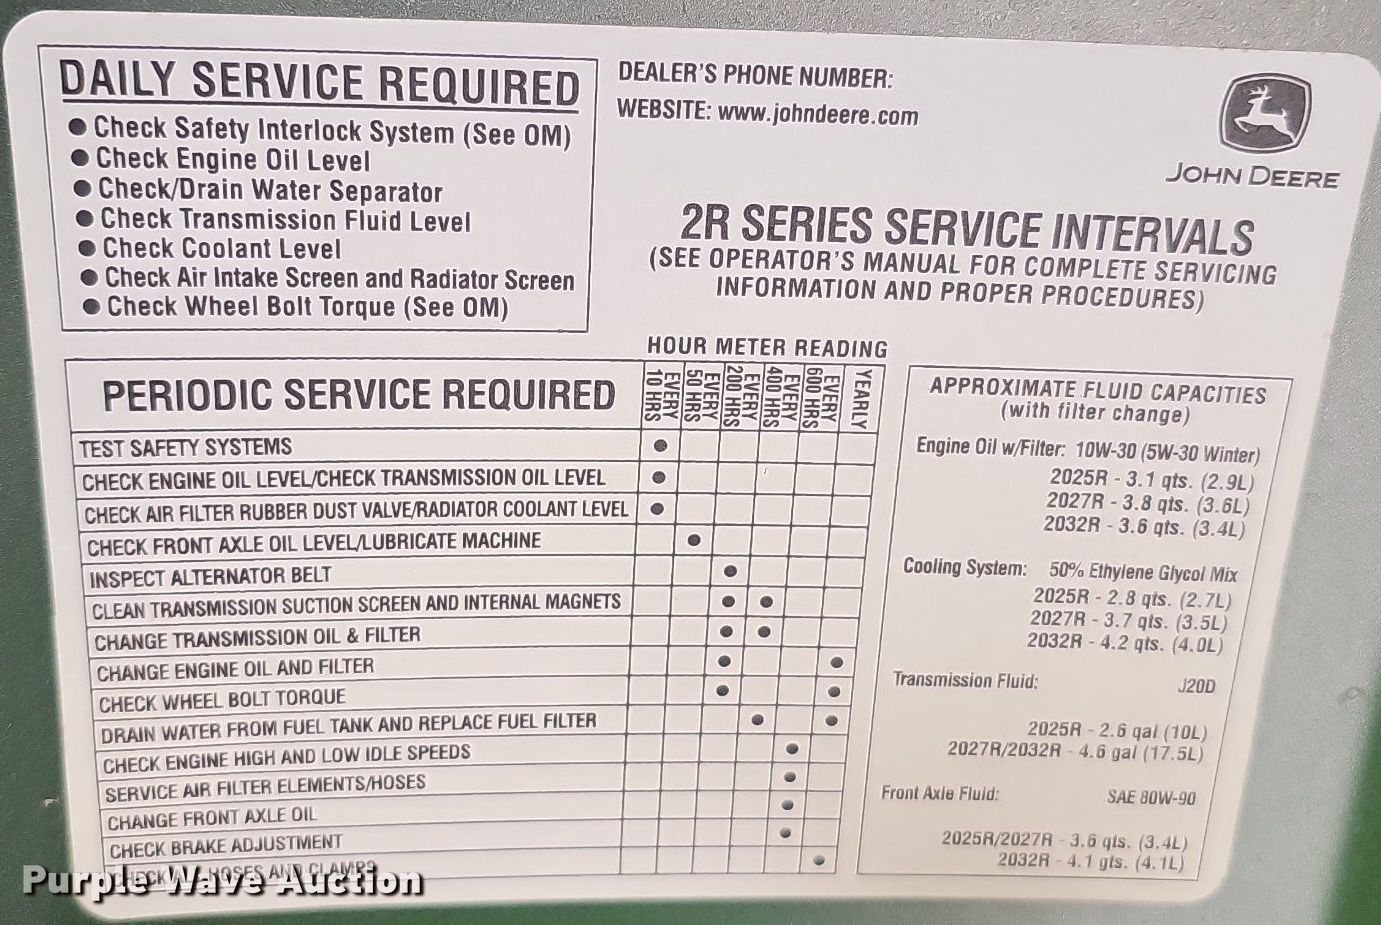 DAILY SERVICE REQUIRED
● Check Safety Interlock System (See OM)
● Check Engine Oil Level
● Check/Drain Water Separator
● Check Transmission Fluid Level
● Check Coolant Level
● Check Air Intake Screen and Radiator Screen
● Check Wheel Bolt Torque (See OM)
DEALER'S PHONE NUMBER:
WEBSITE: www.johndeere.com
JOHN DEERE
2R SERIES SERVICE INTERVALS
(SEE OPERATOR'S MANUAL FOR COMPLETE SERVICING
INFORMATION AND PROPER PROCEDURES)
HOUR METER READING
PERIODIC SERVICE REQUIRED
EVERY 10 HRS
EVERY 50 HRS
EVERY 200 HRS
EVERY 400 HRS
EVERY 600 HRS
YEARLY
TEST SAFETY SYSTEMS
CHECK ENGINE OIL LEVEL/CHECK TRANSMISSION OIL LEVEL
CHECK AIR FILTER RUBBER DUST VALVE/RADIATOR COOLANT LEVEL
CHECK FRONT AXLE OIL LEVEL/LUBRICATE MACHINE
INSPECT ALTERNATOR BELT
CLEAN TRANSMISSION SUCTION SCREEN AND INTERNAL MAGNETS
CHANGE TRANSMISSION OIL & FILTER
CHANGE ENGINE OIL AND FILTER
CHECK WHEEL BOLT TORQUE
DRAIN WATER FROM FUEL TANK AND REPLACE FUEL FILTER
CHECK ENGINE HIGH AND LOW IDLE SPEEDS
SERVICE AIR FILTER ELEMENTS/HOSES
CHANGE FRONT AXLE OIL
CHECK BRAKE ADJUSTMENT
HOSES AND CLAMPS
APPROXIMATE FLUID CAPACITIES
(with filter change)
Engine Oil w/Filter: 10W-30 (5W-30 Winter)
2025R - 3.1 qts. (2.9L)
2027R - 3.8 qts. (3.6L)
2032R - 3.6 qts. (3.4L)
Cooling System: 50% Ethylene Glycol Mix
2025R - 2.8 qts. (2.7L)
2027R - 3.7 qts. (3.5L)
2032R - 4.2 qts. (4.0L)
Transmission Fluid: J20D
2025R - 2.6 gal (10L)
2027R/2032R - 4.6 gal (17.5L)
Front Axle Fluid: SAE 80W-90
2025R/2027R - 3.6 qts. (3.4L)
2032R - 4.1 qts. (4.1L)
Purple Wave Auction